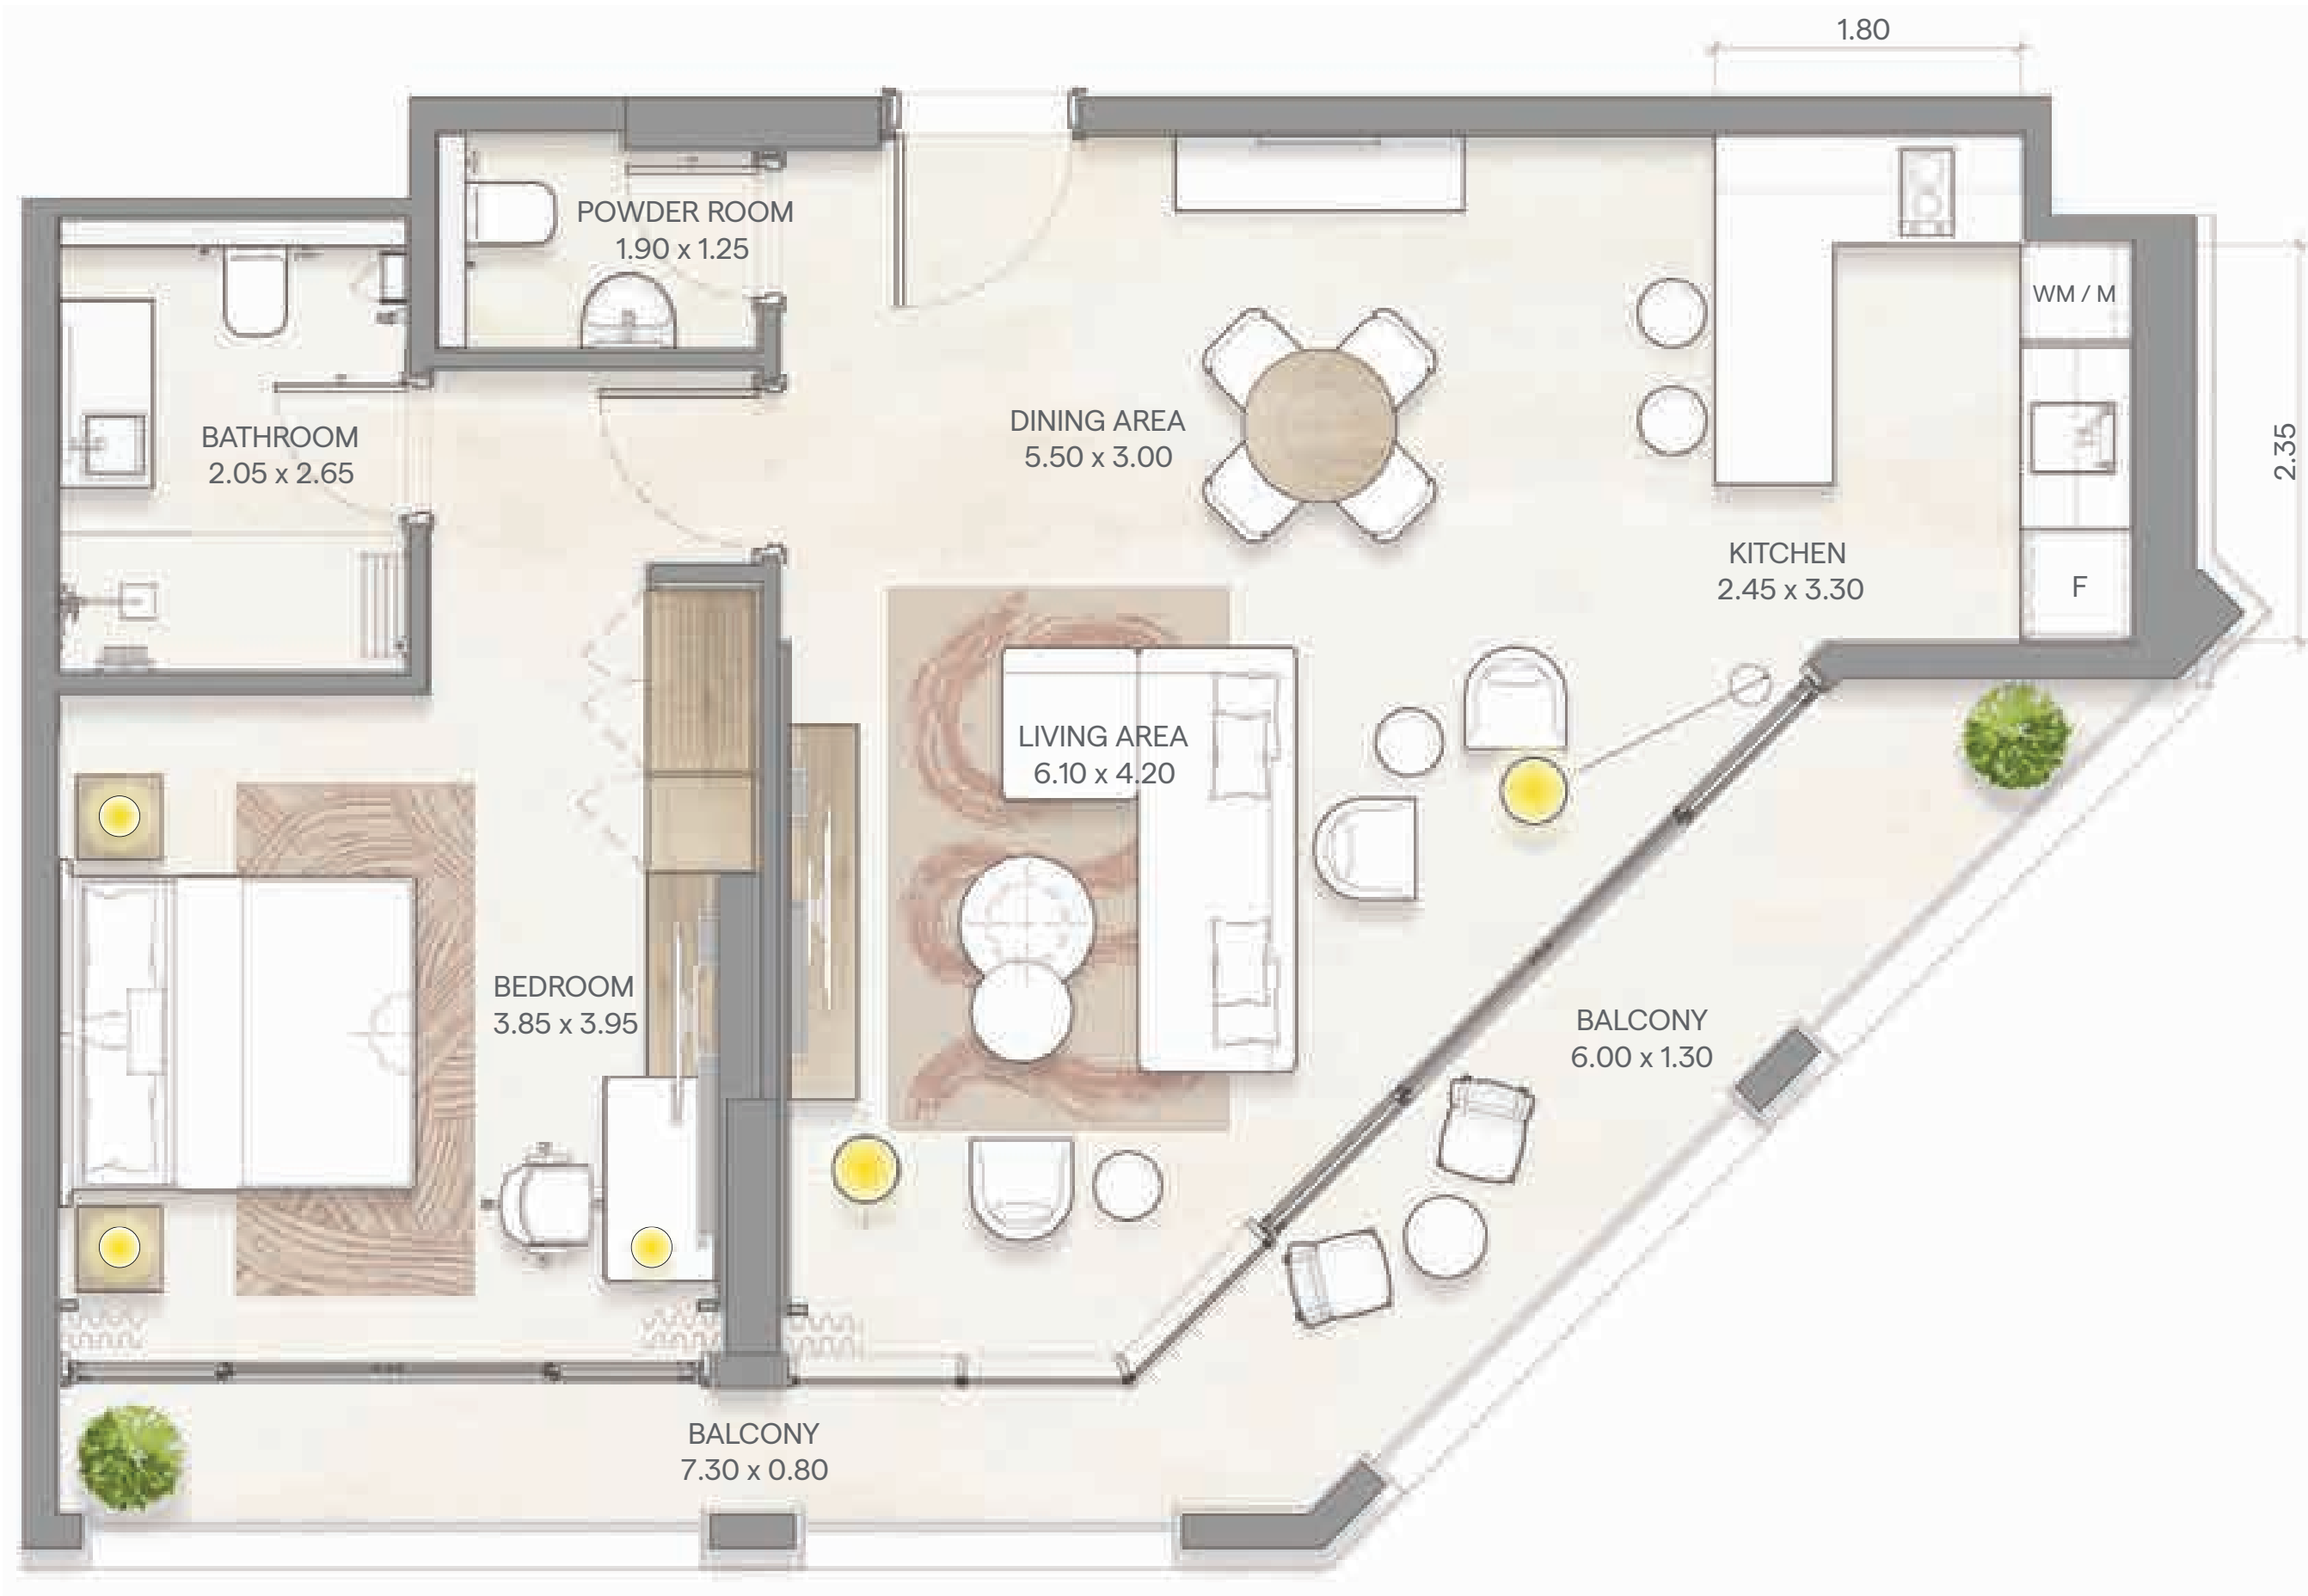 1.80
POWDER ROOM
1.90 x 1.25
WM / M
BATHROOM
2.05 x 2.65
DINING AREA
5.50 x 3.00
2.35
KITCHEN
2.45 x 3.30
F
LIVING AREA
6.10 x 4.20
BEDROOM
3.85 x 3.95
BALCONY
6.00 x 1.30
BALCONY
7.30 x 0.80